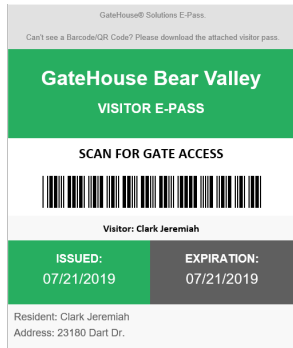 GateHouse® Solutions E-Pass.
Can't see a Barcode/QR Code? Please download the attached visitor pass.
GateHouse Bear Valley
VISITOR E-PASS
SCAN FOR GATE ACCESS
Visitor: Clark Jeremiah
ISSUED:
07/21/2019
EXPIRATION:
07/21/2019
Resident: Clark Jeremiah
Address: 23180 Dart Dr.